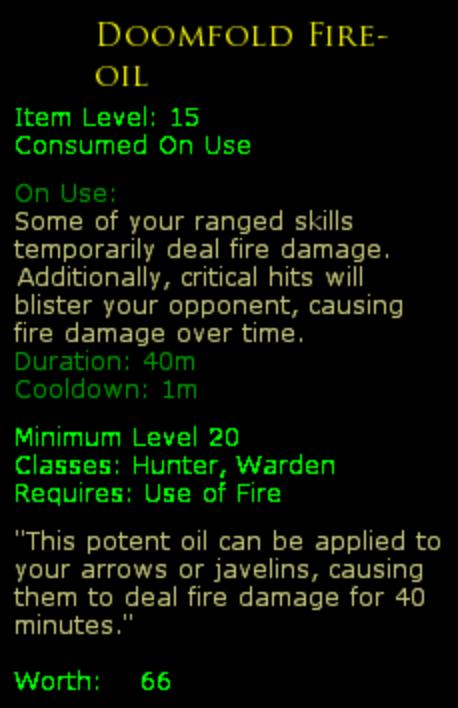 Doomfold Fire-
oil
Item Level: 15
Consumed On Use
On Use:
Some of your ranged skills
temporarily deal fire damage.
Additionally, critical hits will
blister your opponent, causing
fire damage over time.
Duration: 40m
Cooldown: 1m
Minimum Level 20
Classes: Hunter, Warden
Requires: Use of Fire
"This potent oil can be applied to
your arrows or javelins, causing
them to deal fire damage for 40
minutes."
Worth: 66